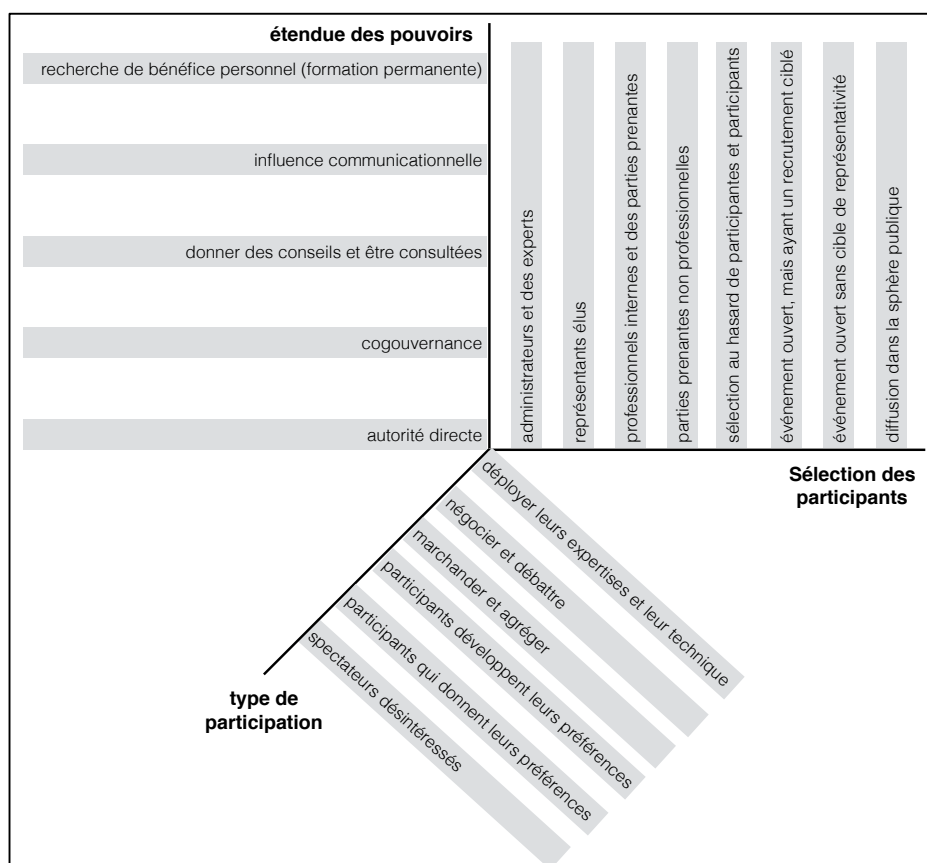 étendue des pouvoirs
recherche de bénéfice personnel (formation permanente)
influence communicationnelle
donner des conseils et être consultées
cogouvernance
autorité directe
administrateurs et des experts
représentants élus
professionnels internes et des parties prenantes
parties prenantes non professionnelles
sélection au hasard de participantes et participants
événement ouvert, mais ayant un recrutement ciblé
événement ouvert sans cible de représentativité
diffusion dans la sphère publique
Sélection des
participants
déployer leurs expertises et leur technique
négocier et débattre
marchander et agréger
participants développent leurs préférences
participants qui donnent leurs préférences
spectateurs désintéressés
type de
participation